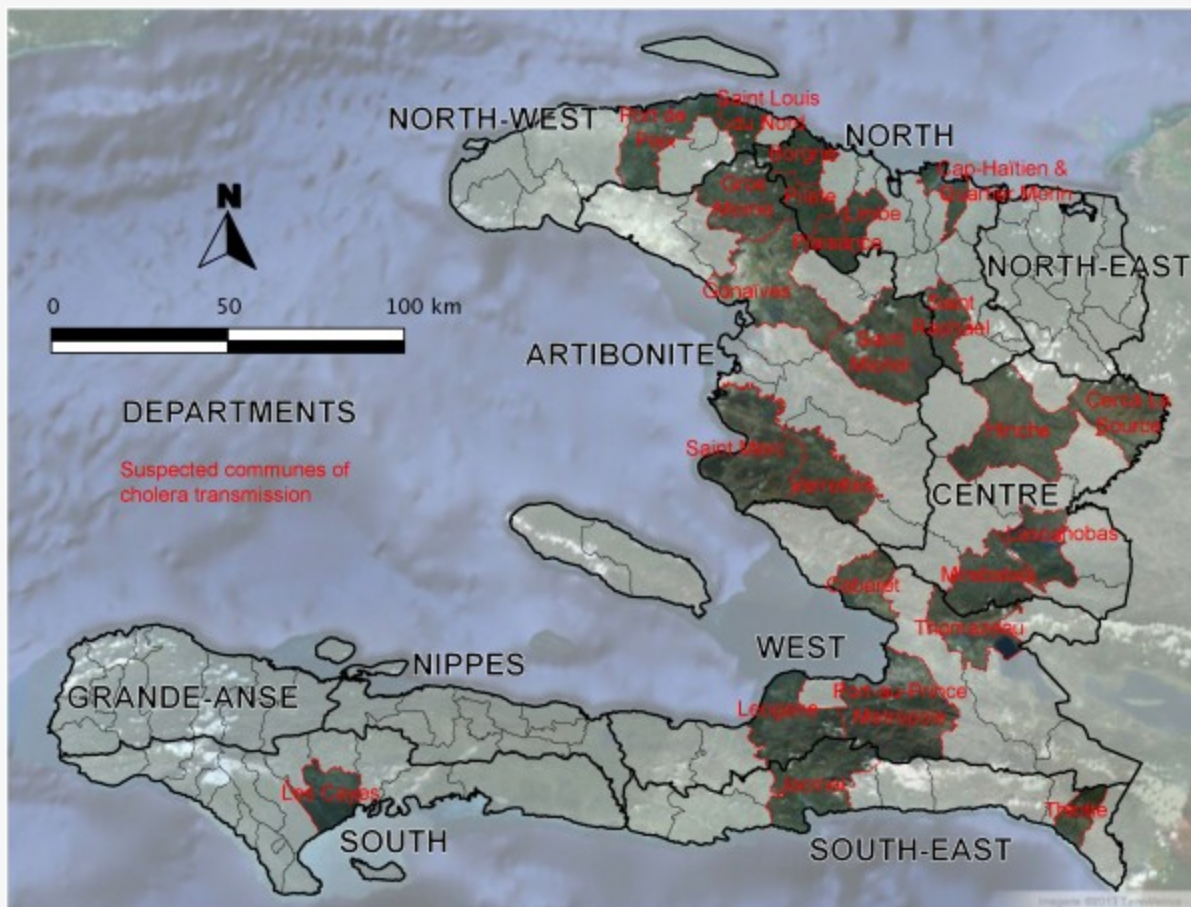 Saint Louis
du Nord
NORTH-WEST
Port de
Paix
NORTH
Borgne
Cap-Haïtien &
Quartier Morin
Gros
Morne
Pilate
Limbe
Plaisance
N
NORTH-EAST
Gonaïves
0 50 100 km
Saint
Raphael
ARTIBONITE
Saint
Michel
DEPARTMENTS
Cerca La
Source
Hinche
Saint Marc
Suspected communes of
cholera transmission
Verrettes
CENTRE
Lascahobas
Mirebalais
Cabaret
Thomazeau
WEST
NIPPES
GRANDE-ANSE
Port-au-Prince
Metropole
Leogane
Jacmel
Les Cayes
Thiotte
SOUTH
SOUTH-EAST